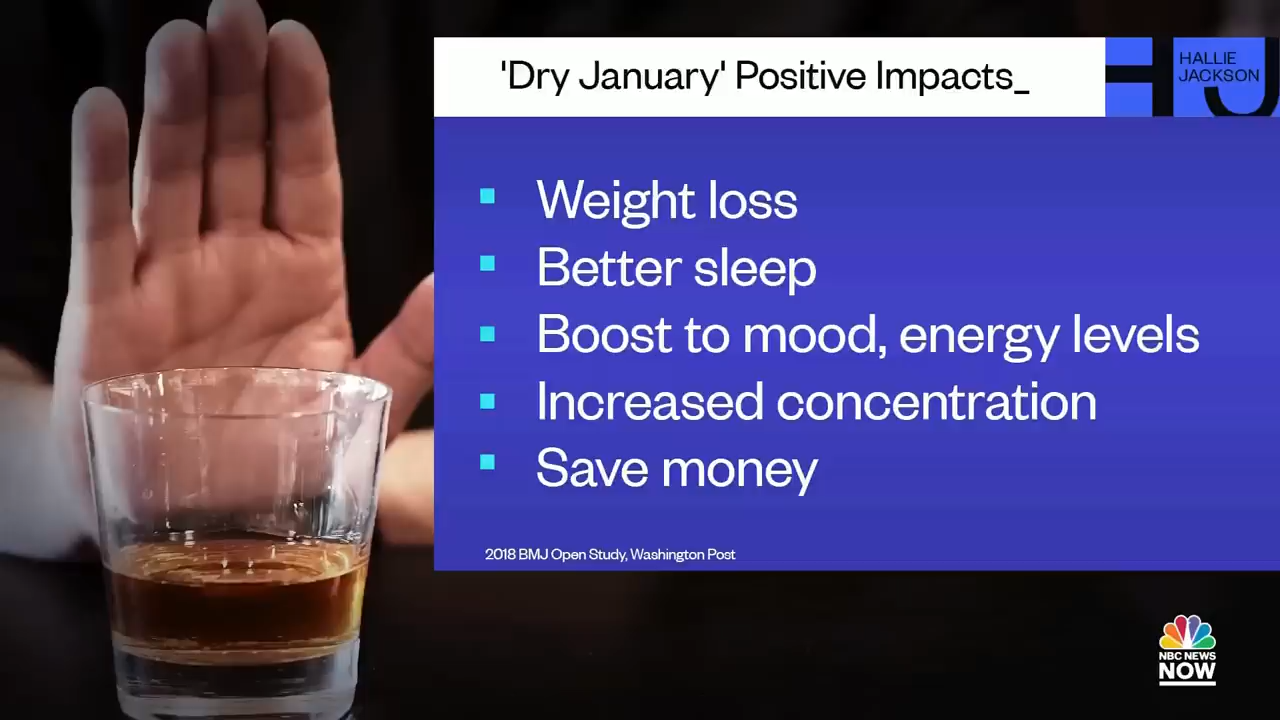 'Dry January' Positive Impacts_
HALLIE
JACKSON
Weight loss
Better sleep
Boost to mood, energy levels
Increased concentration
Save money
2018 BMJ Open Study, Washington Post
NBC NEWS
NOW